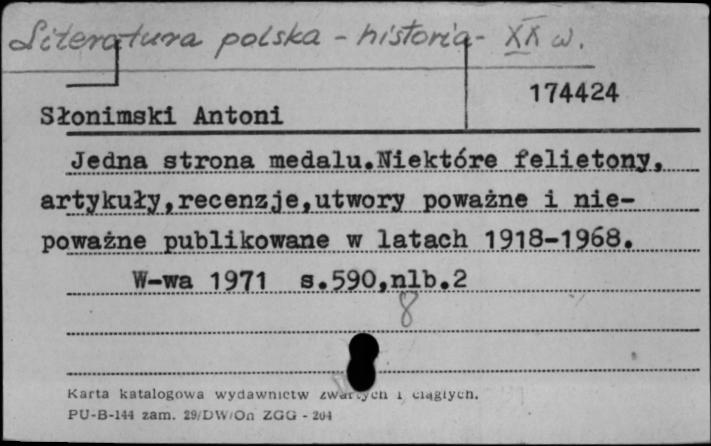 Literatura polska - historia - XX w.
174424
Słonimski Antoni
Jedna strona medalu.Niektóre felietony,
artykuły,recenzje,utwory poważne i nie-
poważne publikowane w latach 1918-1968.
W-wa 1971 s.590,nlb.2
8
Karta katalogowa wydawnictw zwartych i ciągłych.
PU-B-144 zam. 29/DW/On ZGG - 204